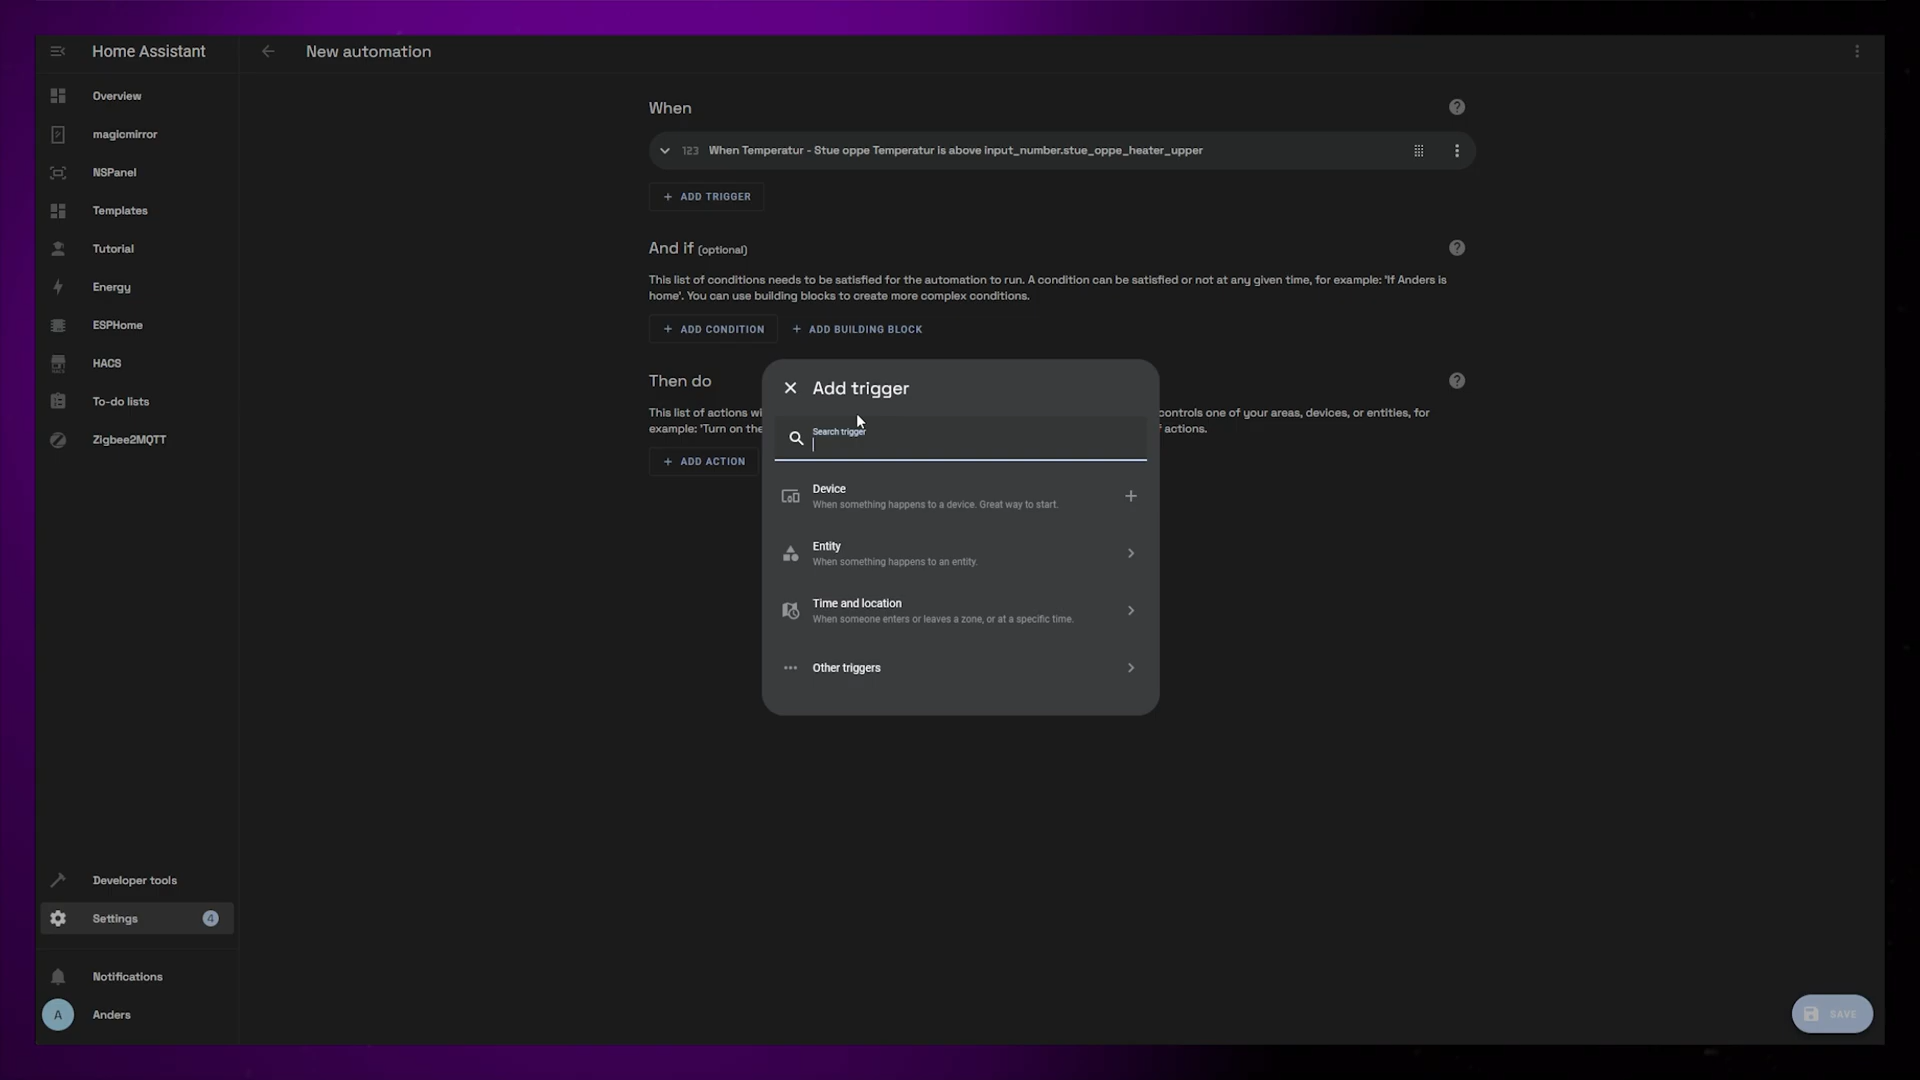 Home Assistant
New automation
Overview
magicmirror
NSPanel
Templates
Tutorial
Energy
ESPHome
HACS
To-do lists
Zigbee2MQTT
Developer tools
Settings
4
Notifications
A
Anders
When
123 When Temperatur - Stue oppe Temperatur is above input_number.stue_oppe_heater_upper
+ ADD TRIGGER
And if (optional)
This list of conditions needs to be satisfied for the automation to run. A condition can be satisfied or not at any given time, for example: 'If Anders is
home'. You can use building blocks to create more complex conditions.
+ ADD CONDITION + ADD BUILDING BLOCK
Then do
This list of actions wi
controls one of your areas, devices, or entities, for
example: 'Turn on the
actions.
+ ADD ACTION
Add trigger
Search trigger
Device
When something happens to a device. Great way to start.
Entity
When something happens to an entity.
Time and location
When someone enters or leaves a zone, or at a specific time.
Other triggers
SAVE